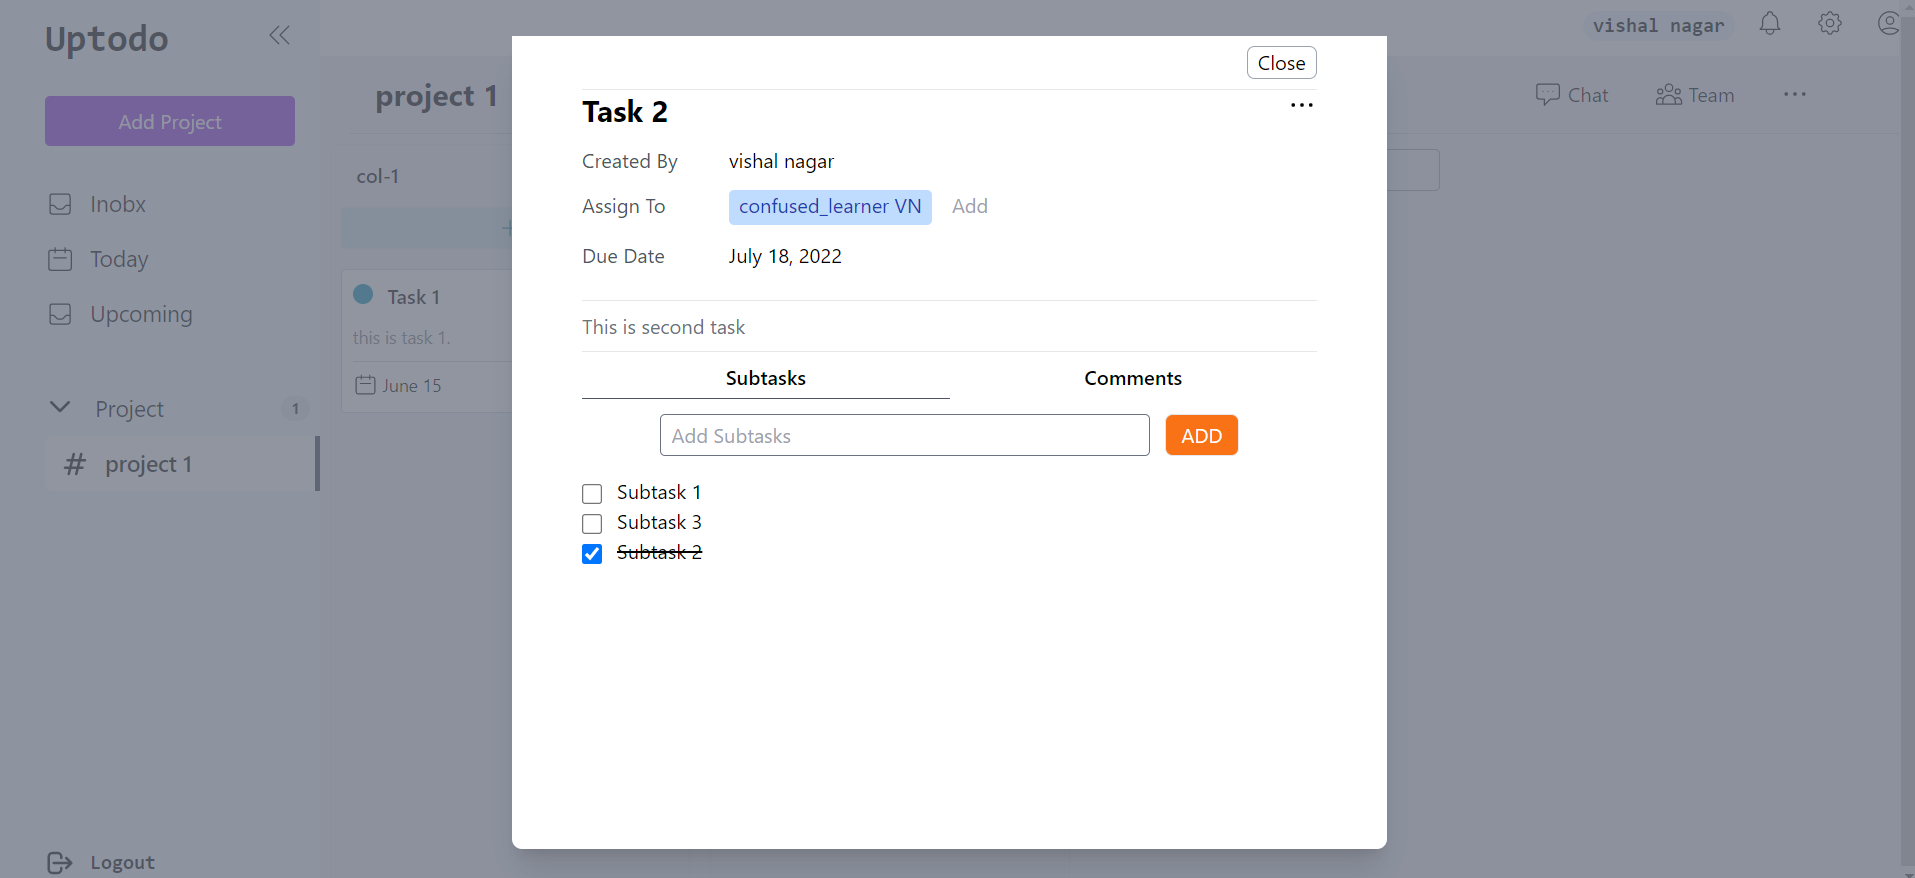 Uptodo
vishal nagar
Add Project
Inobx
Today
Upcoming
Project 1
# project 1
Logout
project 1
Chat
Team
col-1
+
Task 1
this is task 1.
June 15
Close
Task 2
Created By vishal nagar
Assign To confused_learner VN Add
Due Date July 18, 2022
This is second task
Subtasks Comments
Add Subtasks ADD
Subtask 1
Subtask 3
Subtask 2